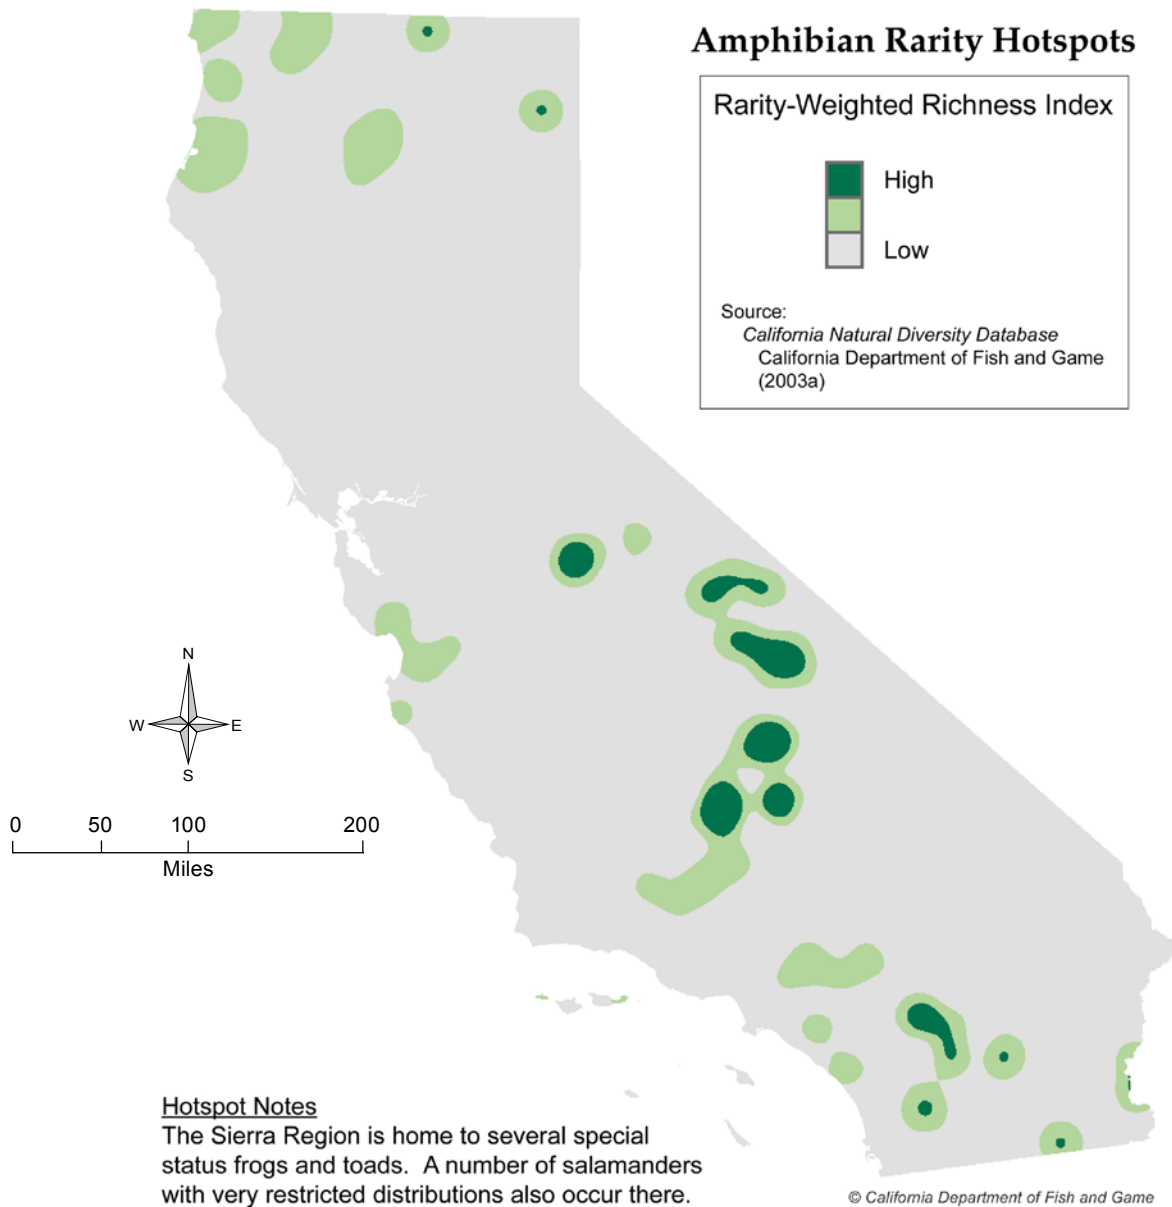 Amphibian Rarity Hotspots
Rarity-Weighted Richness Index
High
Low
Source:
California Natural Diversity Database
California Department of Fish and Game
(2003a)
N
W E
S
0 50 100 200
Miles
Hotspot Notes
The Sierra Region is home to several special
status frogs and toads. A number of salamanders
with very restricted distributions also occur there.
© California Department of Fish and Game